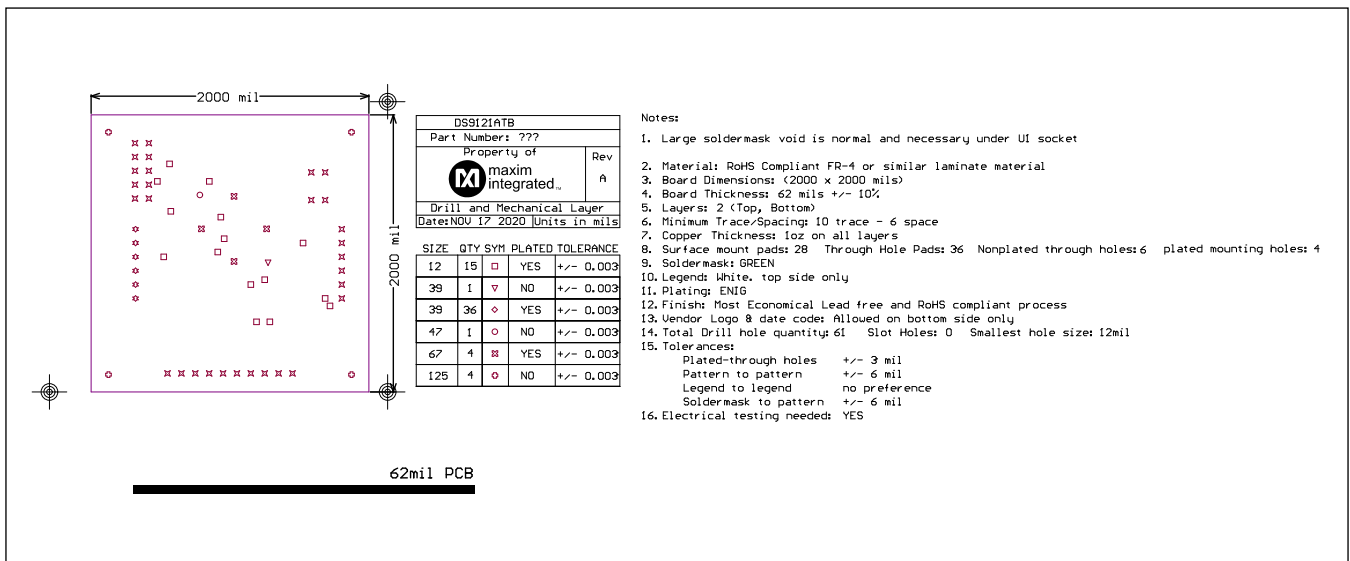 2000 mil
2000 mil
DS9121ATB
Part Number: ???
Property of
maxim
integrated™
Rev
A
Drill and Mechanical Layer
Date:NOV 17 2020 Units in mils
SIZE QTY SYM PLATED TOLERANCE
12 15 YES +/- 0.003
39 1 NO +/- 0.003
39 36 YES +/- 0.003
47 1 NO +/- 0.003
67 4 YES +/- 0.003
125 4 NO +/- 0.003
62mil PCB
Notes:
1. Large soldermask void is normal and necessary under U1 socket
2. Material: RoHS Compliant FR-4 or similar laminate material
3. Board Dimensions: (2000 x 2000 mils)
4. Board Thickness: 62 mils +/- 10%
5. Layers: 2 (Top, Bottom)
6. Minimum Trace/Spacing: 10 trace - 6 space
7. Copper Thickness: 1oz on all layers
8. Surface mount pads: 28 Through Hole Pads: 36 Nonplated through holes: 6 plated mounting holes: 4
9. Soldermask: GREEN
10. Legend: White. top side only
11. Plating: ENIG
12. Finish: Most Economical Lead free and RoHS compliant process
13. Vendor Logo & date code: Allowed on bottom side only
14. Total Drill hole quantity: 61 Slot Holes: 0 Smallest hole size: 12mil
15. Tolerances:
Plated-through holes +/- 3 mil
Pattern to pattern +/- 6 mil
Legend to legend no preference
Soldermask to pattern +/- 6 mil
16. Electrical testing needed: YES